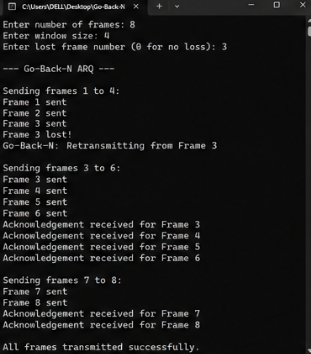 C:\Users\DELL\Desktop\Go-Back-N
Enter number of frames: 8
Enter window size: 4
Enter lost frame number (0 for no loss): 3
--- Go-Back-N ARQ ---
Sending frames 1 to 4:
Frame 1 sent
Frame 2 sent
Frame 3 sent
Frame 3 lost!
Go-Back-N: Retransmitting from Frame 3
Sending frames 3 to 6:
Frame 3 sent
Frame 4 sent
Frame 5 sent
Frame 6 sent
Acknowledgement received for Frame 3
Acknowledgement received for Frame 4
Acknowledgement received for Frame 5
Acknowledgement received for Frame 6
Sending frames 7 to 8:
Frame 7 sent
Frame 8 sent
Acknowledgement received for Frame 7
Acknowledgement received for Frame 8
All frames transmitted successfully.